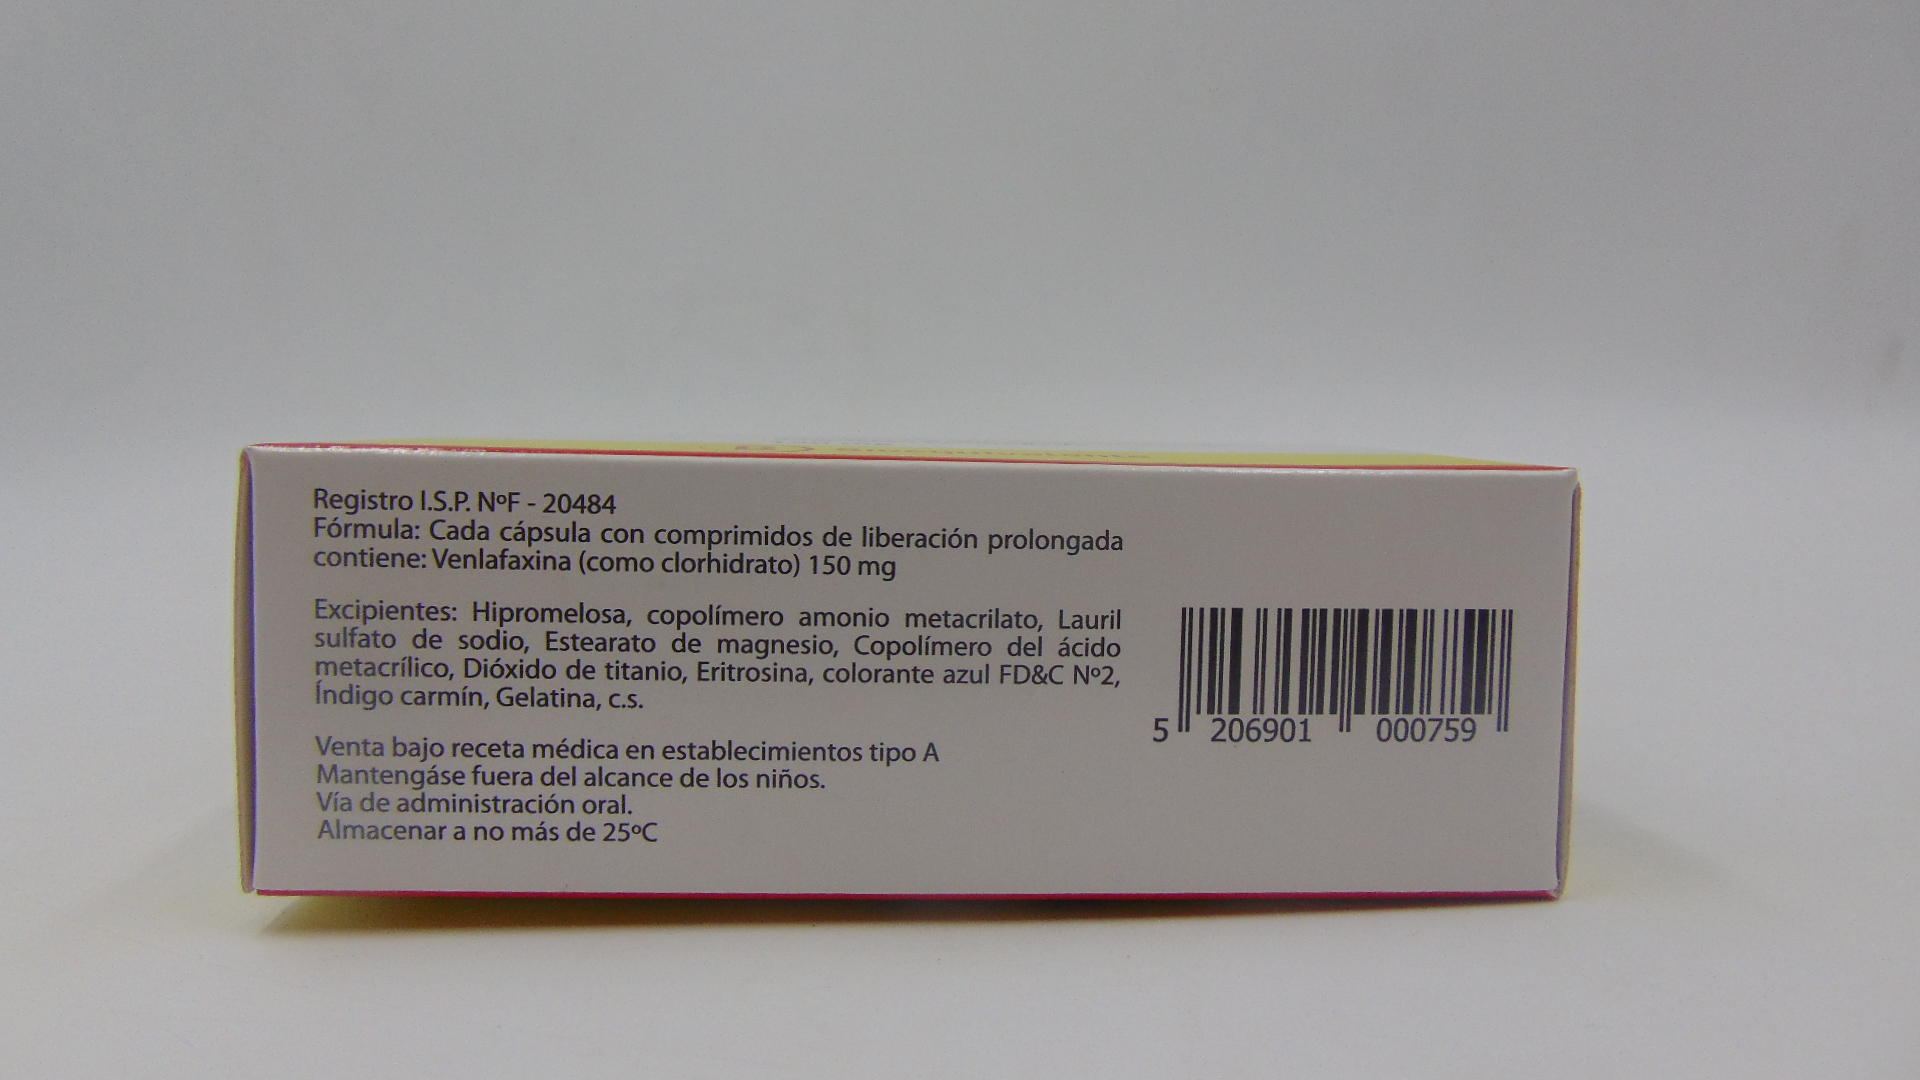 Registro I.S.P. NºF - 20484
Fórmula: Cada cápsula con comprimidos de liberación prolongada
contiene: Venlafaxina (como clorhidrato) 150 mg
Excipientes: Hipromelosa, copolímero amonio metacrilato, Lauril
sulfato de sodio, Estearato de magnesio, Copolímero del ácido
metacrílico, Dióxido de titanio, Eritrosina, colorante azul FD&C Nº2,
Índigo carmín, Gelatina, c.s.
Venta bajo receta médica en establecimientos tipo A
Mantengáse fuera del alcance de los niños.
Vía de administración oral.
Almacenar a no más de 25ºC
5 206901 000759